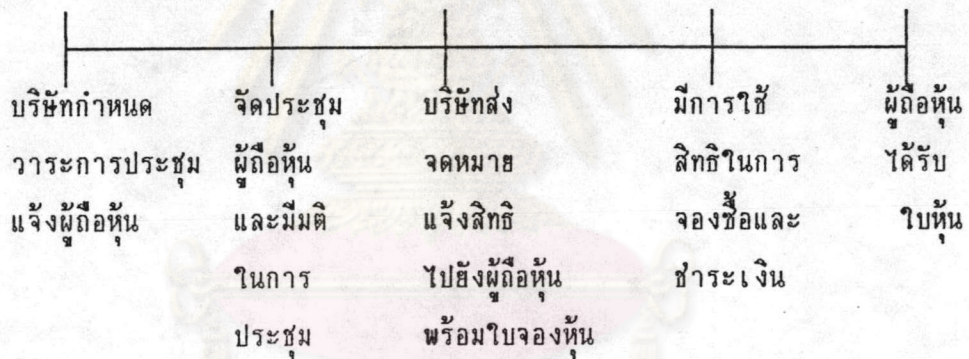 บริษัทกำหนด จัดประชุม บริษัทส่ง มีการใช้ ผู้ถือหุ้น
วาระการประชุม ผู้ถือหุ้น จดหมาย สิทธิในการ ได้รับ
แจ้งผู้ถือหุ้น และมีมติ แจ้งสิทธิ จองซื้อและ ใบหุ้น
ในการ ไปยังผู้ถือหุ้น ชำระเงิน
ประชุม พร้อมใบจองหุ้น